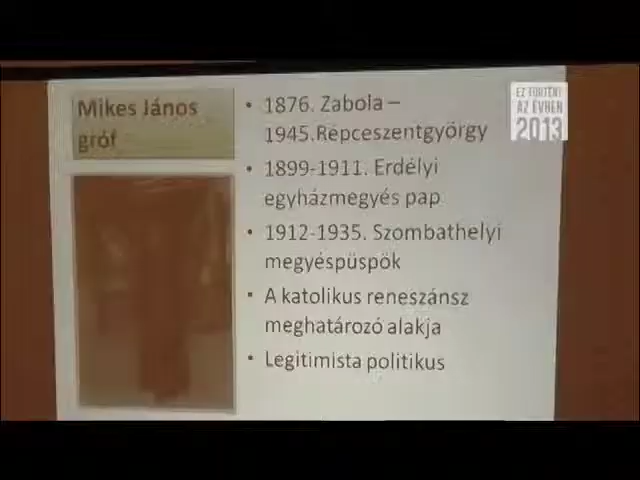 Mikes János
gróf
• 1876. Zabola –
1945.Répceszentgyörgy
• 1899-1911. Erdélyi
egyházmegyés pap
• 1912-1935. Szombathelyi
megyéspüspök
• A katolikus reneszánsz
meghatározó alakja
• Legitimista politikus
EZ TÖRTÉNT
AZ ÉVBEN
2013